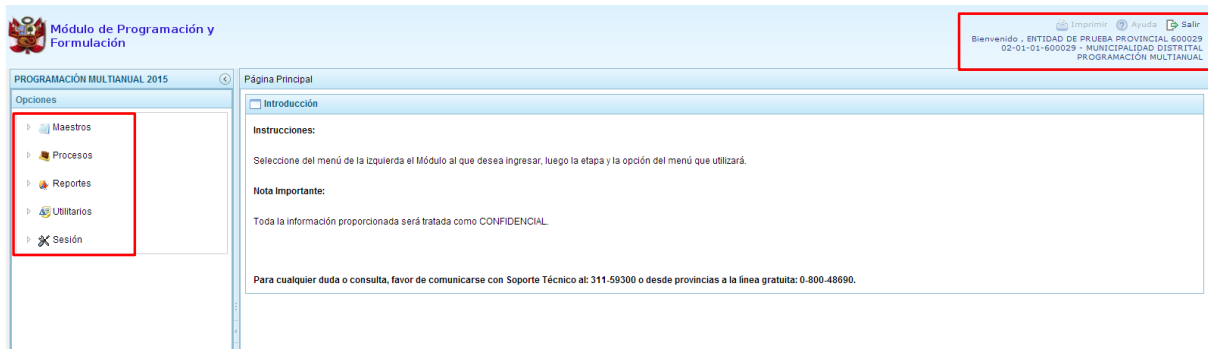 Módulo de Programación y
Formulación
Imprimir Ayuda Salir
Bienvenido , ENTIDAD DE PRUEBA PROVINCIAL 600029
02-01-01-600029 - MUNICIPALIDAD DISTRITAL
PROGRAMACIÓN MULTIANUAL
PROGRAMACIÓN MULTIANUAL 2015
Opciones
Maestros
Procesos
Reportes
Utilitarios
Sesión
Página Principal
Introducción
Instrucciones:
Seleccione del menú de la izquierda el Módulo al que desea ingresar, luego la etapa y la opción del menú que utilizará.
Nota Importante:
Toda la información proporcionada será tratada como CONFIDENCIAL.
Para cualquier duda o consulta, favor de comunicarse con Soporte Técnico al: 311-59300 o desde provincias a la línea gratuita: 0-800-48690.